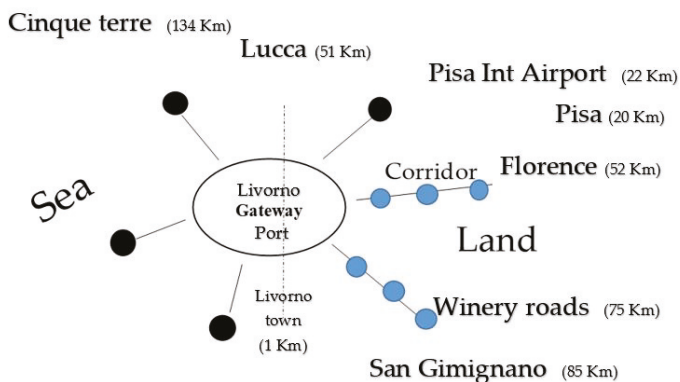 Cinque terre (134 Km)
Lucca (51 Km)
Pisa Int Airport (22 Km)
Pisa (20 Km)
Corridor
Florence (52 Km)
Sea
Livorno
Gateway
Port
Land
Livorno
town
(1 Km)
Winery roads (75 Km)
San Gimignano (85 Km)